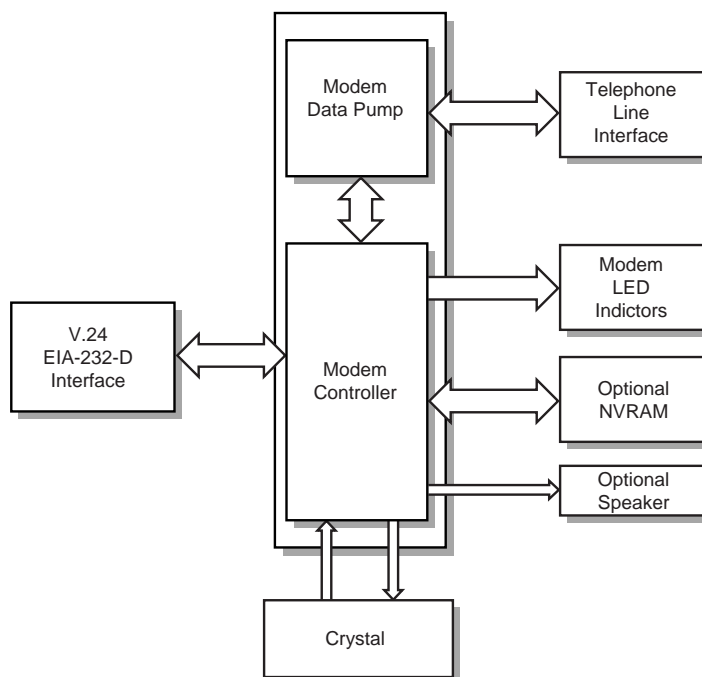 Modem
Data Pump
Telephone
Line
Interface
Modem
LED
Indictors
V.24
EIA-232-D
Interface
Modem
Controller
Optional
NVRAM
Optional
Speaker
Crystal